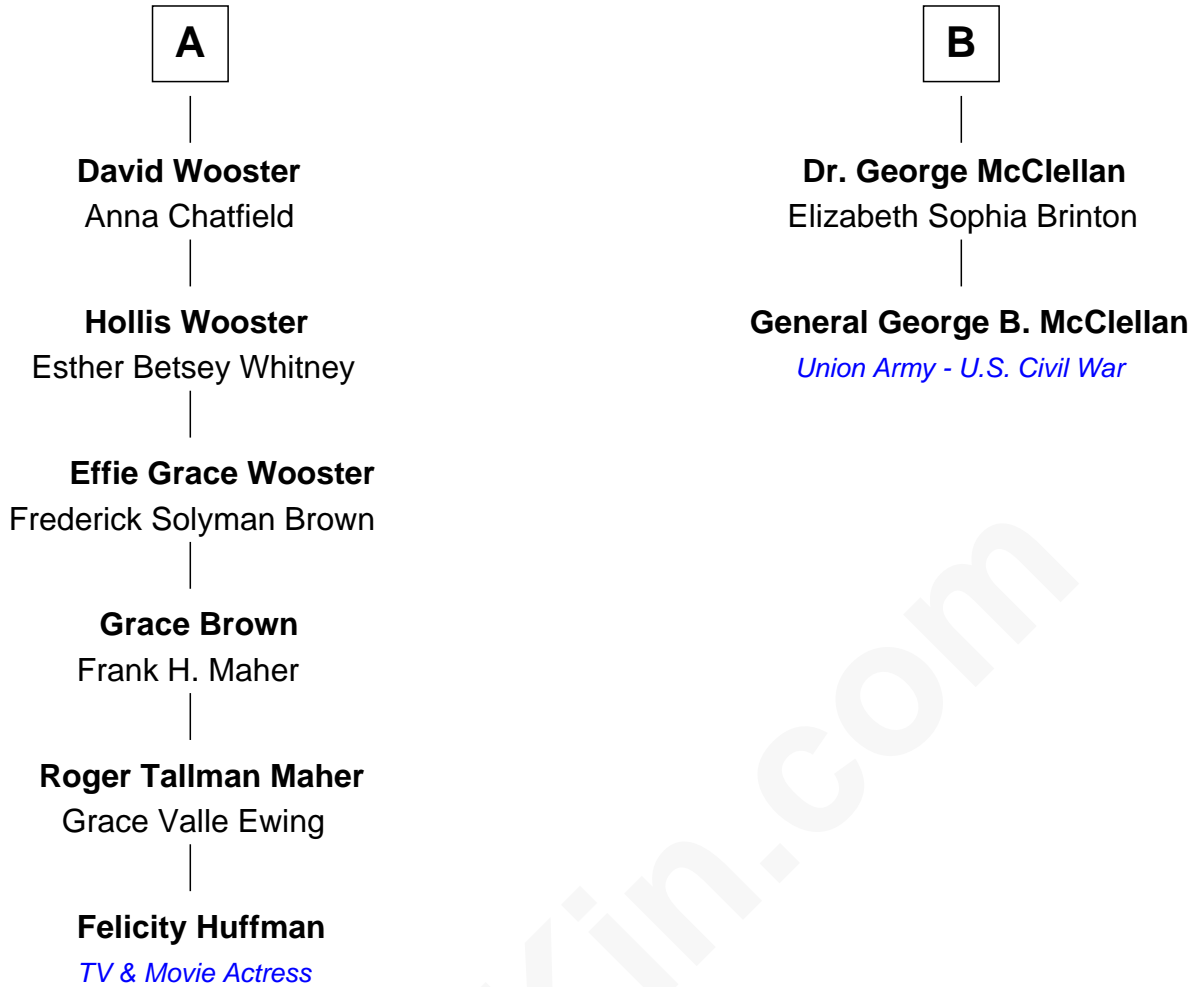 A
David Wooster
Anna Chatfield
Hollis Wooster
Esther Betsey Whitney
Effie Grace Wooster
Frederick Solyman Brown
Grace Brown
Frank H. Maher
Roger Tallman Maher
Grace Valle Ewing
Felicity Huffman
TV & Movie Actress
B
Dr. George McClellan
Elizabeth Sophia Brinton
General George B. McClellan
Union Army - U.S. Civil War
Kin.com